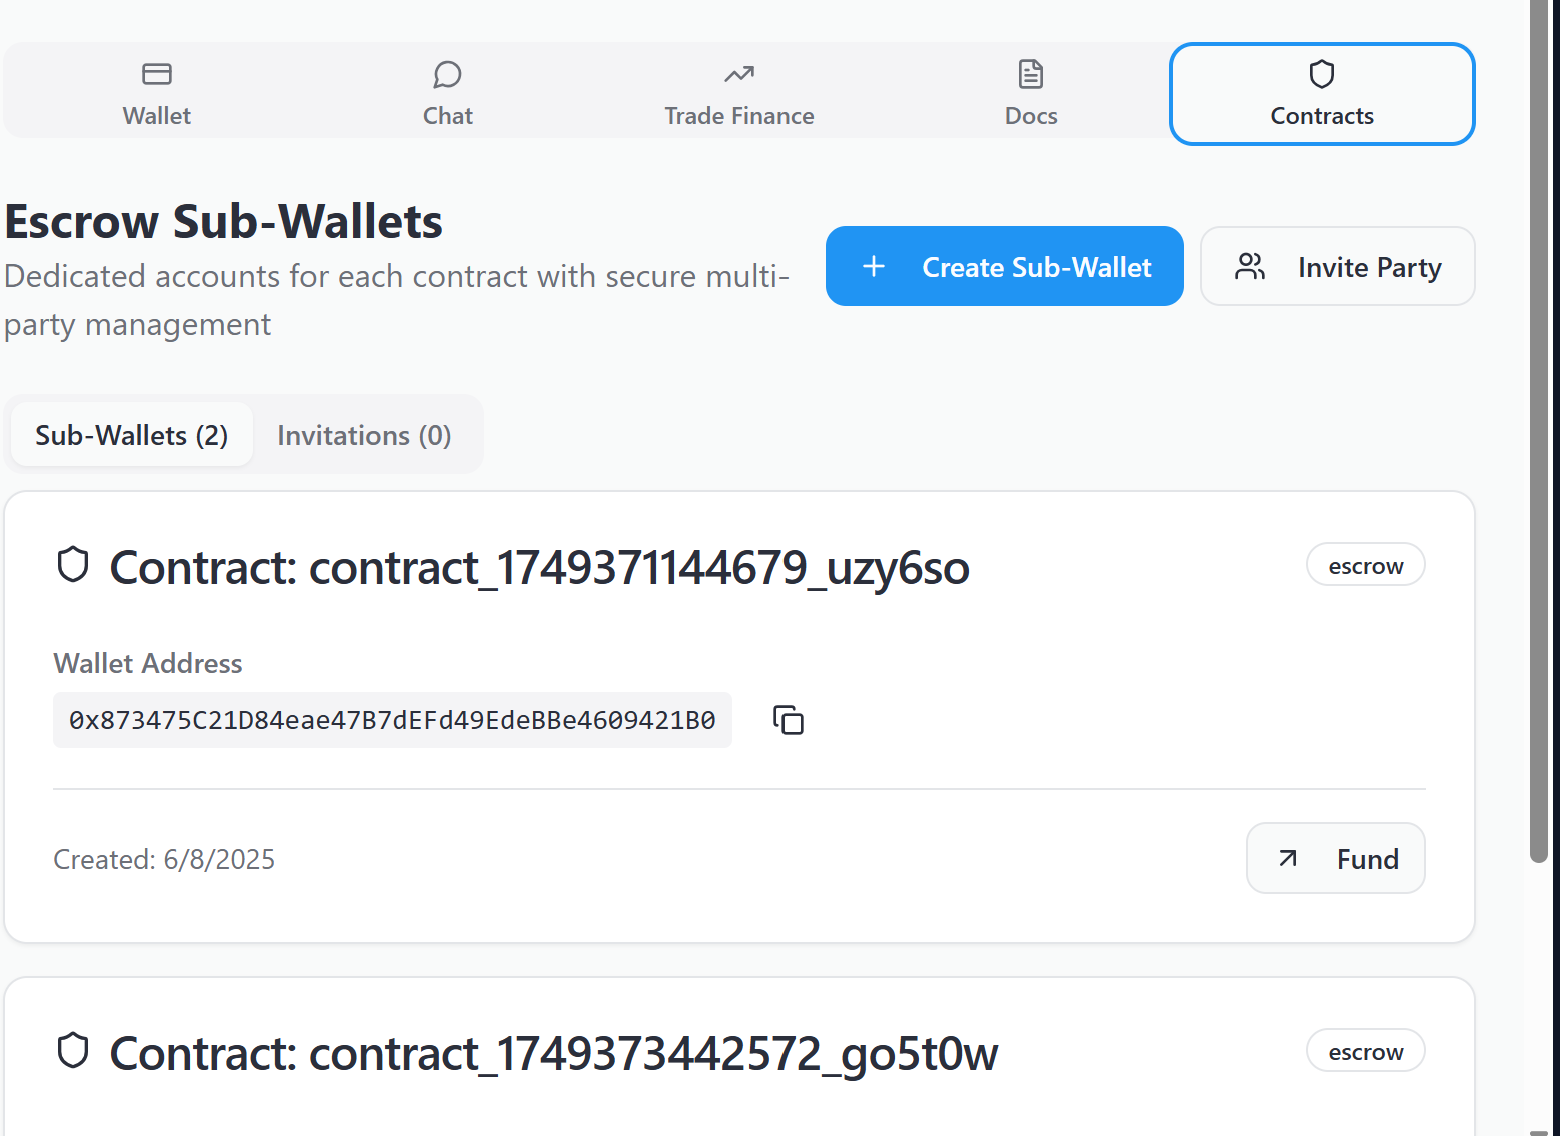 Wallet
Chat
Trade Finance
Docs
Contracts
Escrow Sub-Wallets
Dedicated accounts for each contract with secure multi-
party management
Create Sub-Wallet
Invite Party
Sub-Wallets (2)
Invitations (0)
Contract: contract_1749371144679_uzy6so
escrow
Wallet Address
0x873475C21D84eae47B7dEFd49EdeBBe4609421B0
Created: 6/8/2025
Fund
Contract: contract_1749373442572_go5t0w
escrow